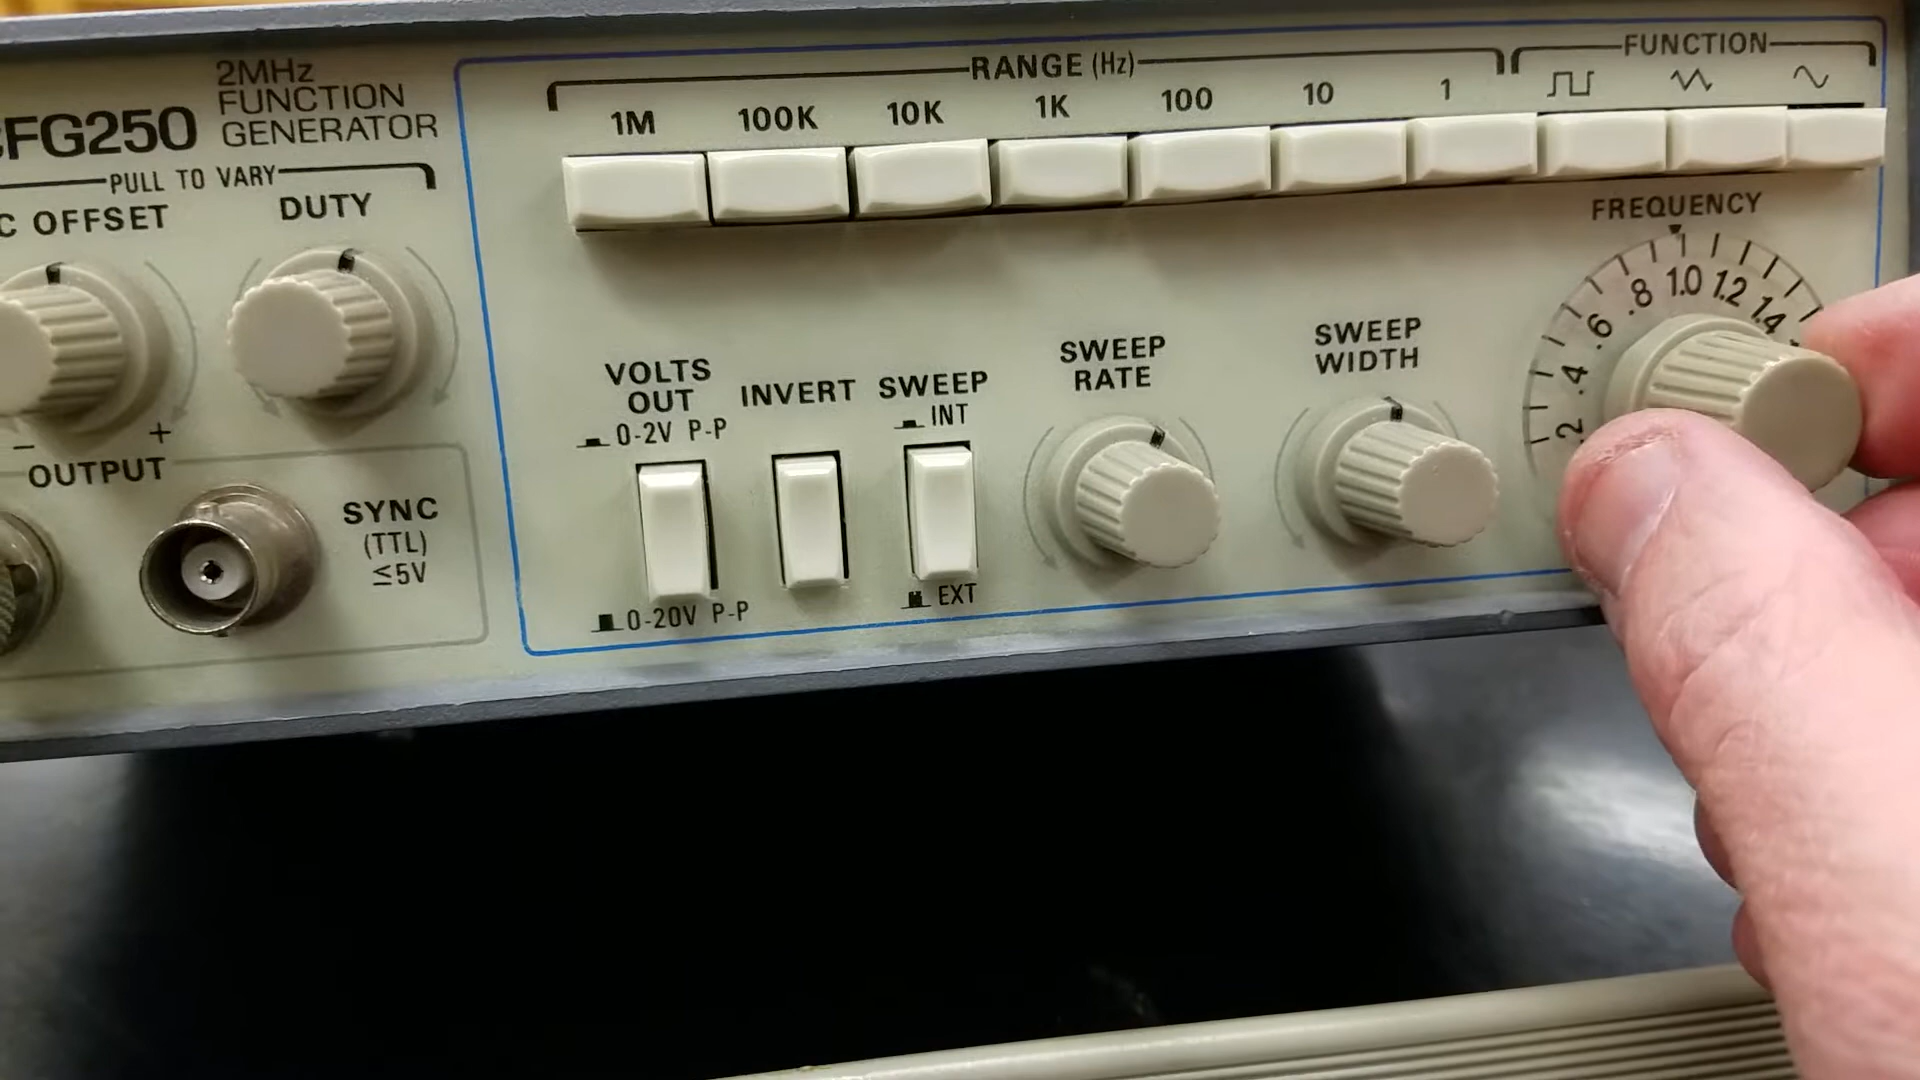 FG250
2MHz
FUNCTION
GENERATOR
PULL TO VARY
C OFFSET
DUTY
- +
OUTPUT
SYNC
(TTL)
≤5V
RANGE (Hz)
1M 100K 10K 1K 100 10 1
FUNCTION
VOLTS
OUT
0-2V P-P
0-20V P-P
INVERT
SWEEP
INT
EXT
SWEEP
RATE
SWEEP
WIDTH
FREQUENCY
.2 .4 .6 .8 1.0 1.2 1.4